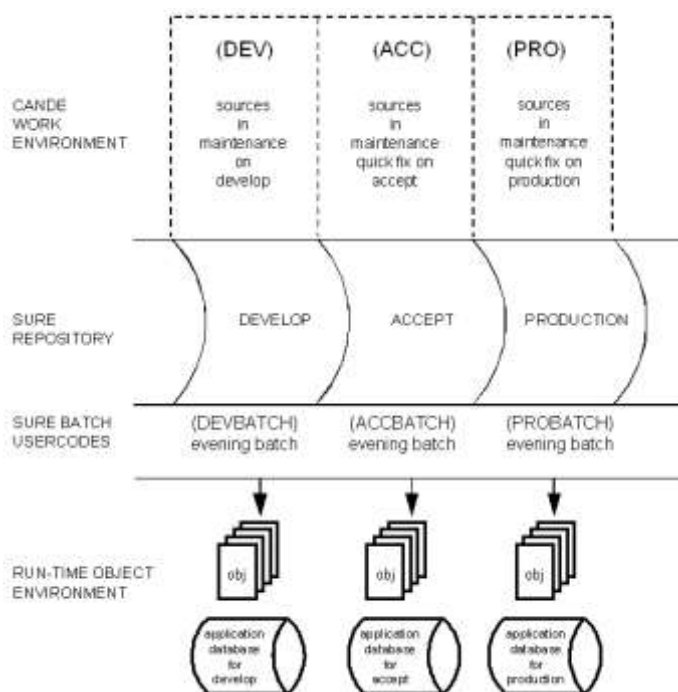 (DEV) (ACC) (PRO)
CANDE
WORK
ENVIRONMENT
sources
in
maintenance
on
develop
sources
in
maintenance
quick fix on
accept
sources
in
maintenance
quick fix on
production
SURE
REPOSITORY
DEVELOP ACCEPT PRODUCTION
SURE BATCH
USERCODES
(DEVBATCH)
evening batch
(ACCBATCH)
evening batch
(PROBATCH)
evening batch
RUN-TIME OBJECT
ENVIRONMENT
obj obj obj
application
database
for
develop
application
database
for
accept
application
database
for
production